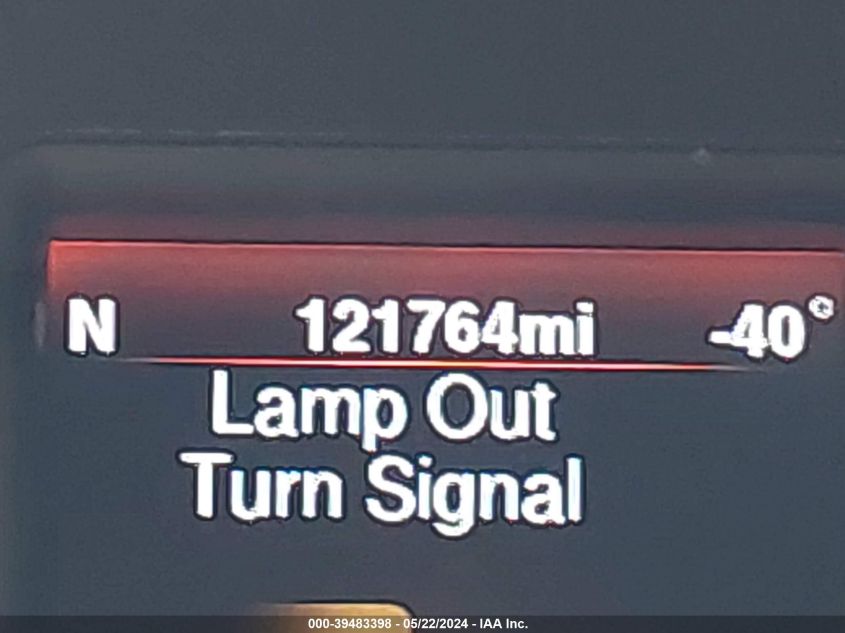 N 121764mi -40°
Lamp Out
Turn Signal
000-39483398 - 05/22/2024 - IAA Inc.